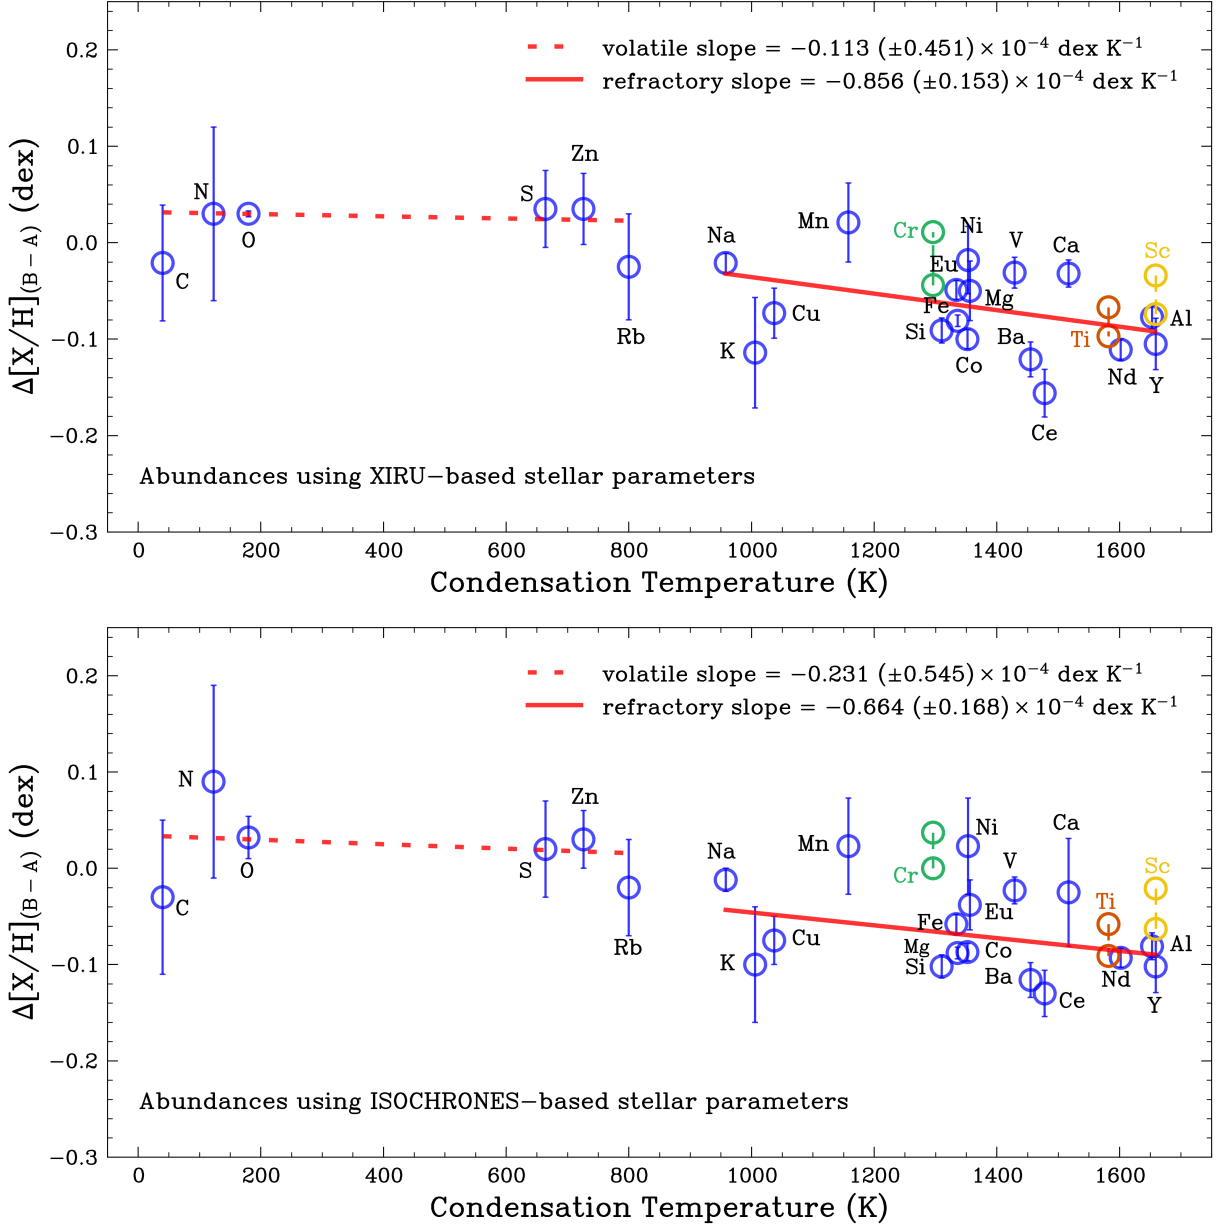 volatile slope = −0.113 (±0.451)×10⁻⁴ dex K⁻¹
refractory slope = −0.856 (±0.153)×10⁻⁴ dex K⁻¹
Δ[X/H](B − A) (dex)
0.2
0.1
0.0
−0.1
−0.2
−0.3
C
N
O
S
Zn
Rb
Na
K
Cu
Mn
Cr
Eu
Ni
Fe
Mg
Si
Co
V
Ca
Ba
Ce
Ti
Nd
Sc
Al
Y
Abundances using XIRU−based stellar parameters
0 200 400 600 800 1000 1200 1400 1600
Condensation Temperature (K)
volatile slope = −0.231 (±0.545)×10⁻⁴ dex K⁻¹
refractory slope = −0.664 (±0.168)×10⁻⁴ dex K⁻¹
Δ[X/H](B − A) (dex)
0.2
0.1
0.0
−0.1
−0.2
−0.3
C
N
O
S
Zn
Rb
Na
K
Cu
Mn
Cr
Ni
Eu
Fe
Mg
Si
Co
V
Ca
Ba
Ce
Ti
Nd
Sc
Al
Y
Abundances using ISOCHRONES−based stellar parameters
0 200 400 600 800 1000 1200 1400 1600
Condensation Temperature (K)